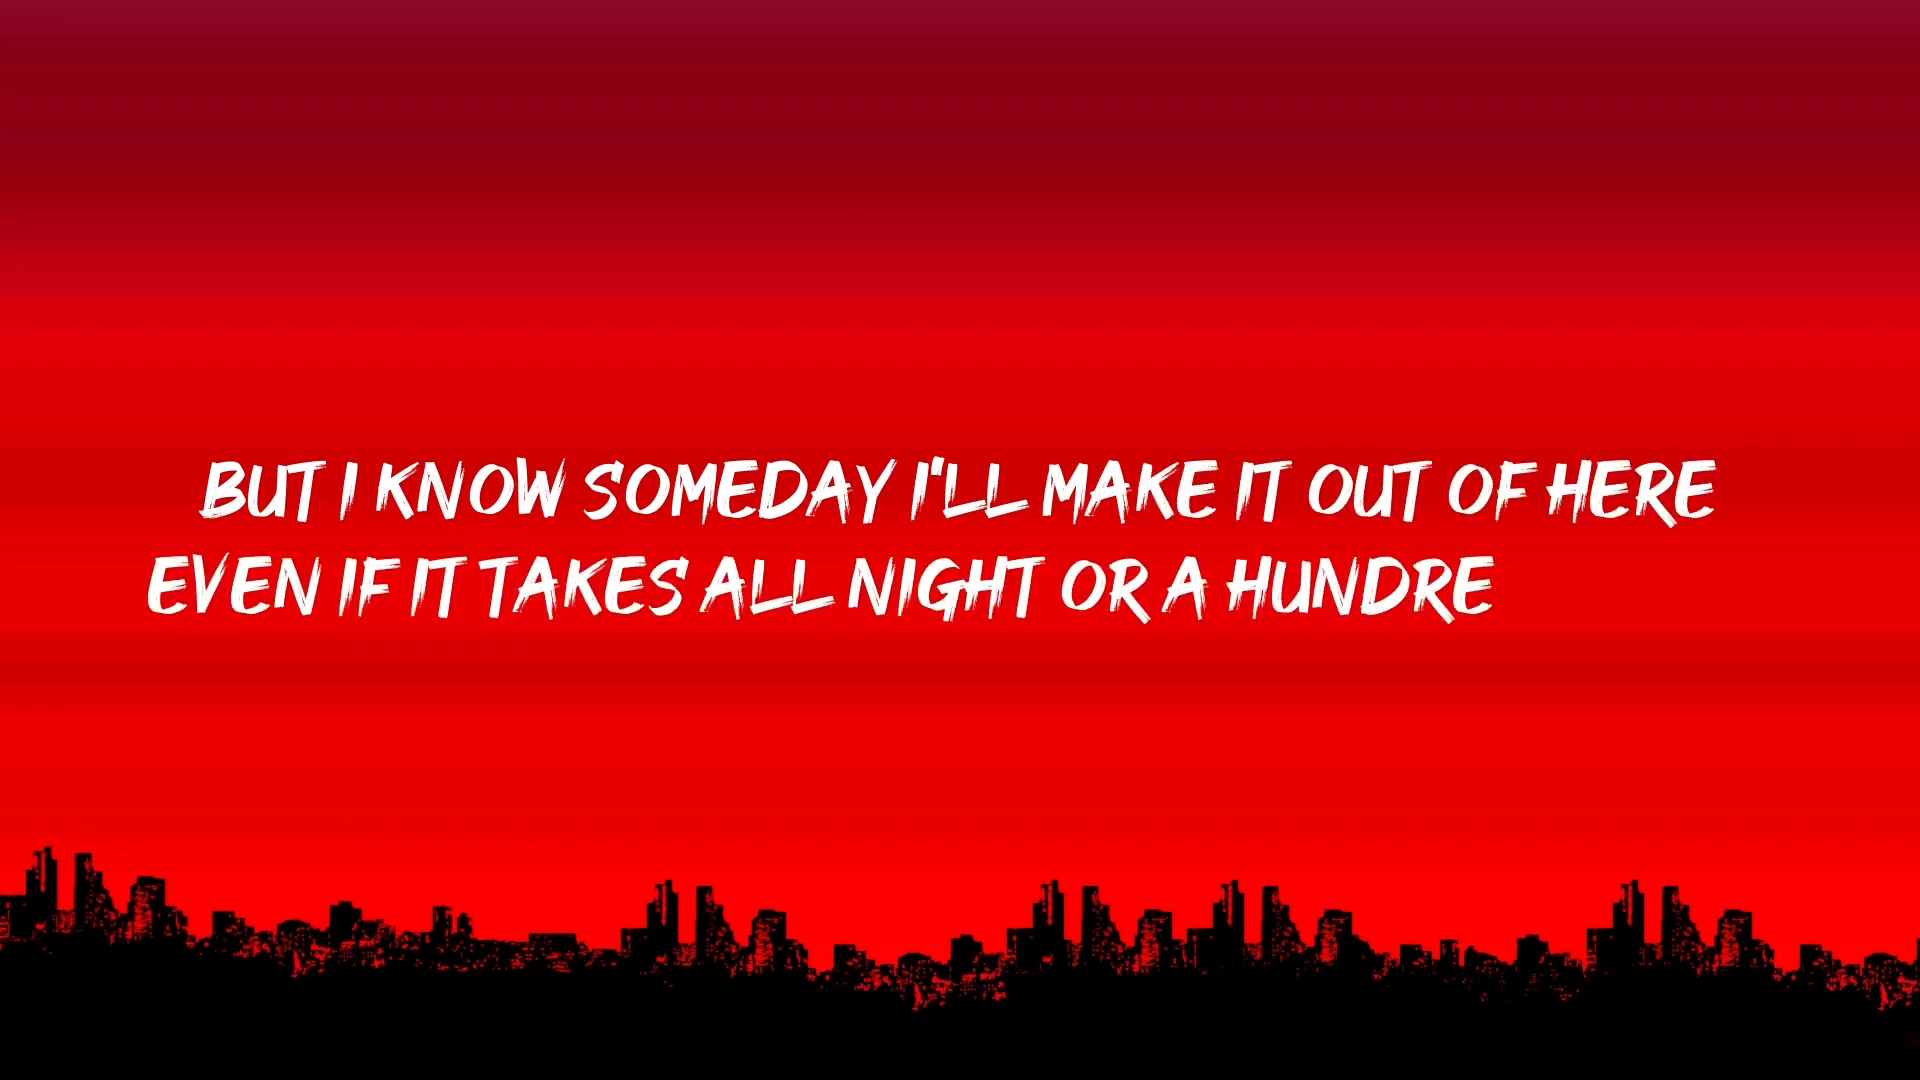 BUT I KNOW SOMEDAY I'LL MAKE IT OUT OF HERE
EVEN IF IT TAKES ALL NIGHT OR A HUNDRE